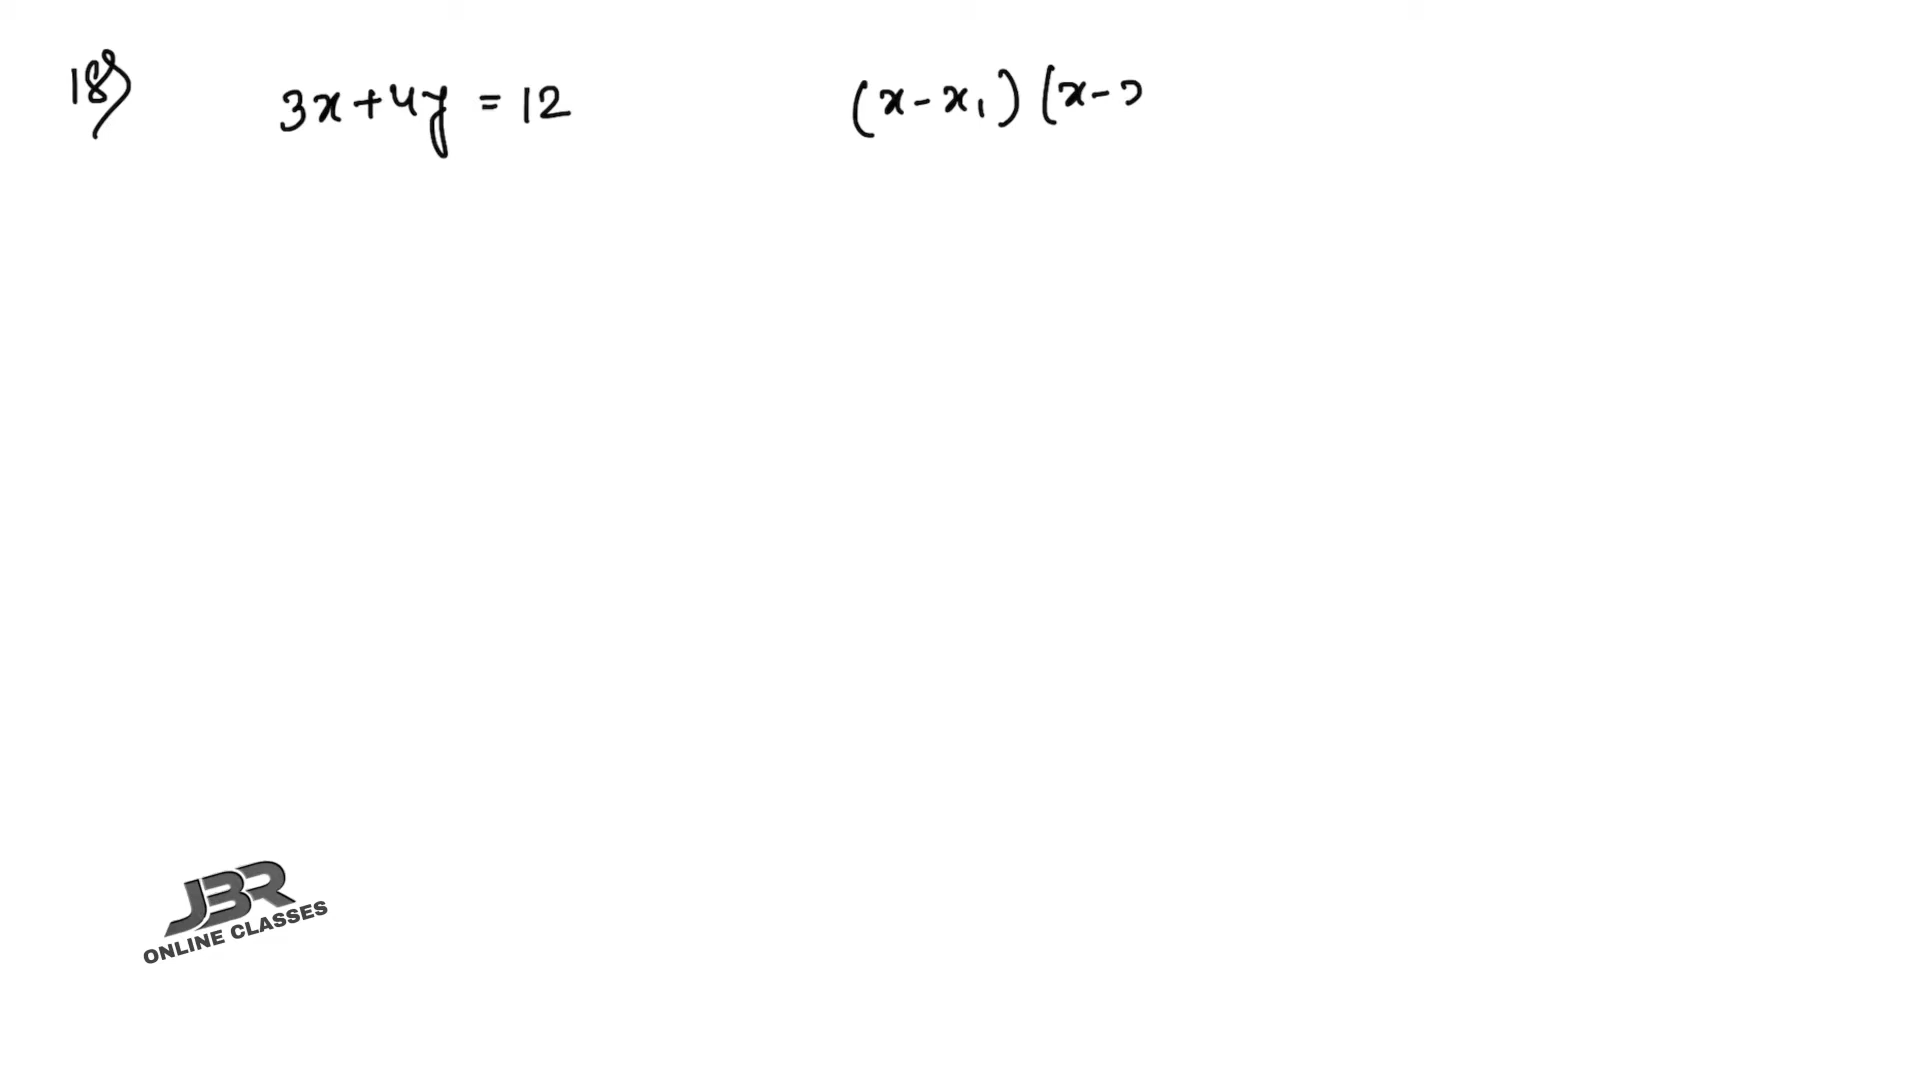 18) 3x+4y = 12 (x-x₁) (x-
JBR
ONLINE CLASSES